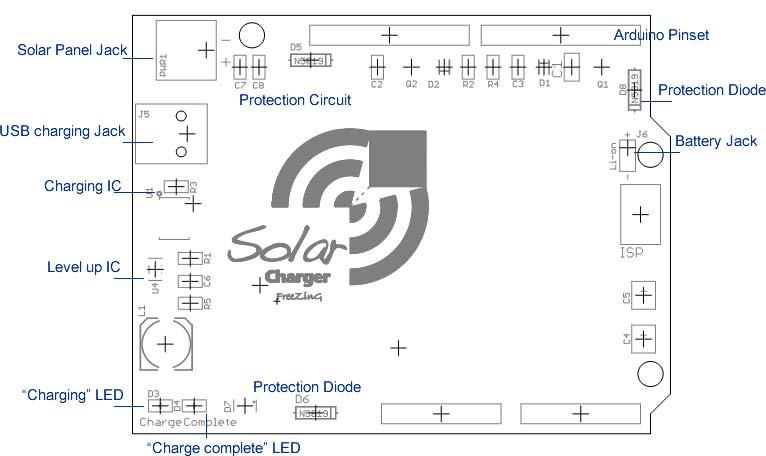 Solar Panel Jack
PWR1
+
-
C7
C8
D5
N5819
Protection Circuit
C2
Q2
D2
R2
R4
C3
D1
C1
Q1
Arduino Pinset
D8
N5819
Protection Diode
USB charging Jack
J5
+
J6
Li-on
-
Battery Jack
Charging IC
U1
R3
ISP
Solar
Charger
FreeZinG
Level up IC
U4
R1
C6
R5
L1
C5
C4
"Charging" LED
D3
D4
D7
1
ChargeComplete
Protection Diode
D6
N5819
"Charge complete" LED